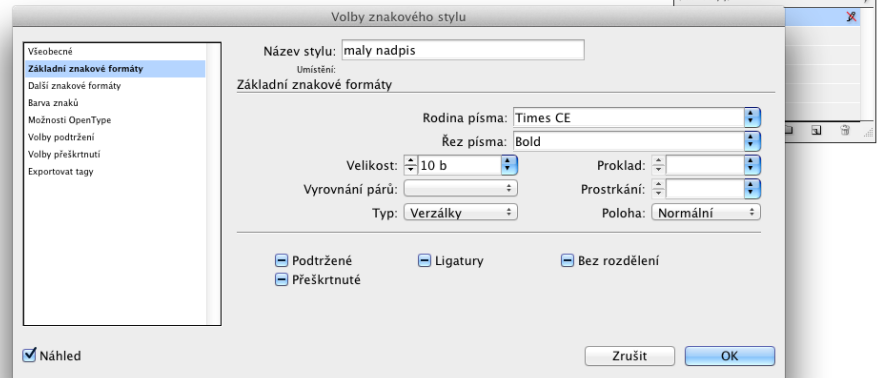 Volby znakového stylu
Všeobecné
Základní znakové formáty
Další znakové formáty
Barva znaků
Možnosti OpenType
Volby podtržení
Volby přeškrtnutí
Exportovat tagy
Název stylu: maly nadpis
Umístění:
Základní znakové formáty
Rodina písma: Times CE
Řez písma: Bold
Velikost: 10 b Proklad:
Vyrovnání párů: Prostrkání:
Typ: Verzálky Poloha: Normální
Podtržené Ligatury Bez rozdělení
Přeškrtnuté
Náhled Zrušit OK